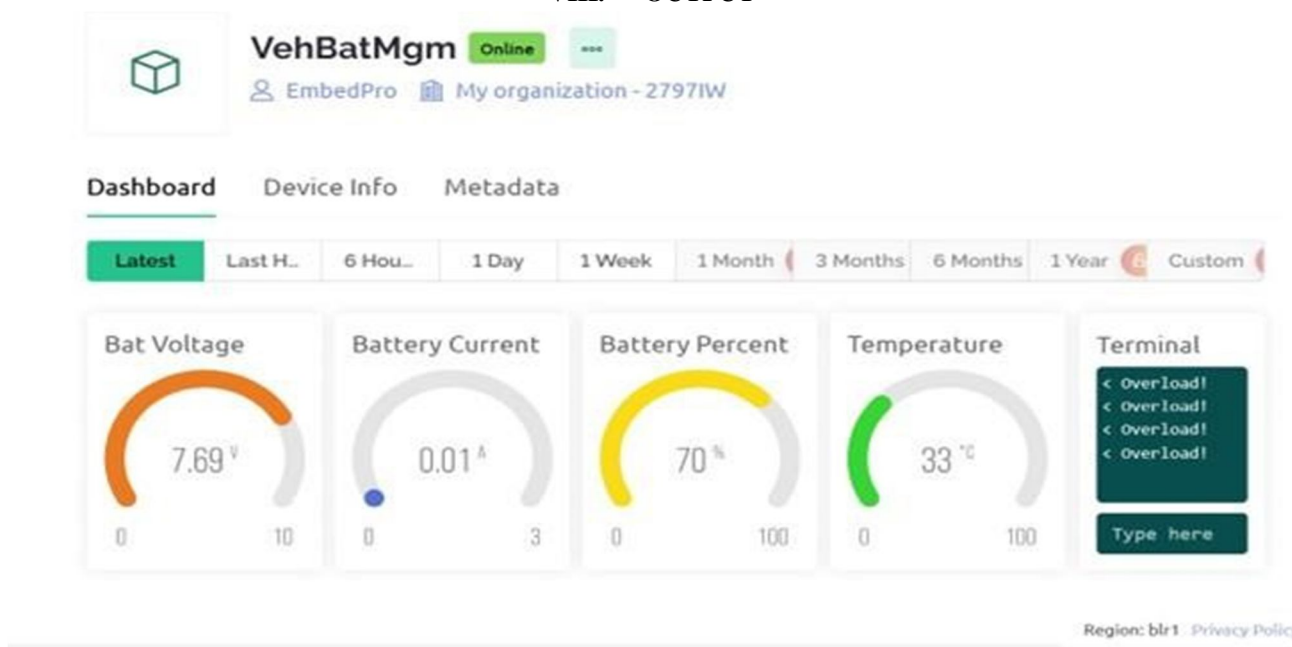 VehBatMgm Online
EmbedPro My organization - 2797IW
Dashboard Device Info Metadata
Latest Last H... 6 Hou... 1 Day 1 Week 1 Month 3 Months 6 Months 1 Year Custom
Bat Voltage Battery Current Battery Percent Temperature Terminal
< Overload!
< Overload!
< Overload!
< Overload!
7.69 V 0.01 A 70 % 33 °C
0 10 0 3 0 100 0 100
Type here
Region: blr1 Privacy